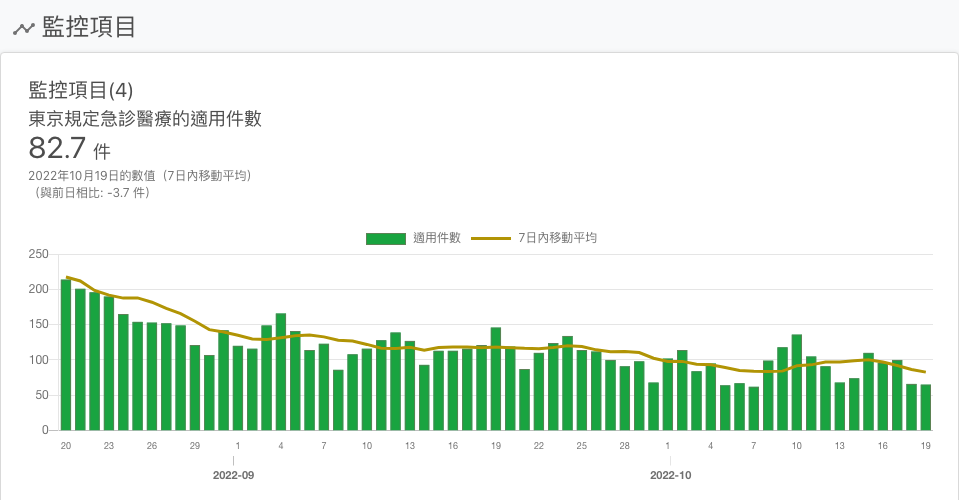 監控項目
監控項目(4)
東京規定急診醫療的適用件數
82.7 件
2022年10月19日的數值（7日內移動平均）
（與前日相比: -3.7 件）
適用件數 7日內移動平均
250
200
150
100
50
0
20 23 26 29 1 4 7 10 13 16 19 22 25 28 1 4 7 10 13 16 19
2022-09 2022-10